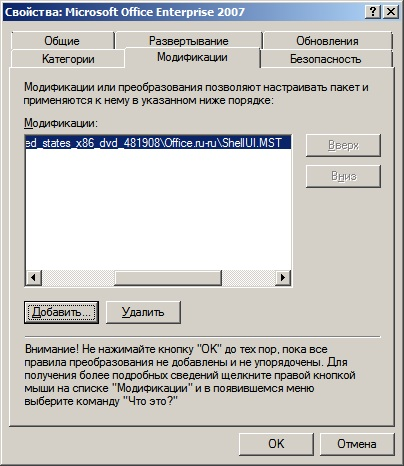 Свойства: Microsoft Office Enterprise 2007
Общие Развертывание Обновления
Категории Модификации Безопасность
Модификации или преобразования позволяют настраивать пакет и
применяются к нему в указанном ниже порядке:
Модификации:
ed_states_x86_dvd_481908\Office.ru-ru\ShellUI.MST
Вверх
Вниз
Добавить... Удалить
Внимание! Не нажимайте кнопку "OK" до тех пор, пока все
правила преобразования не добавлены и не упорядочены. Для
получения более подробных сведений щелкните правой кнопкой
мыши на списке "Модификации" и в появившемся меню
выберите команду "Что это?"
OK Отмена